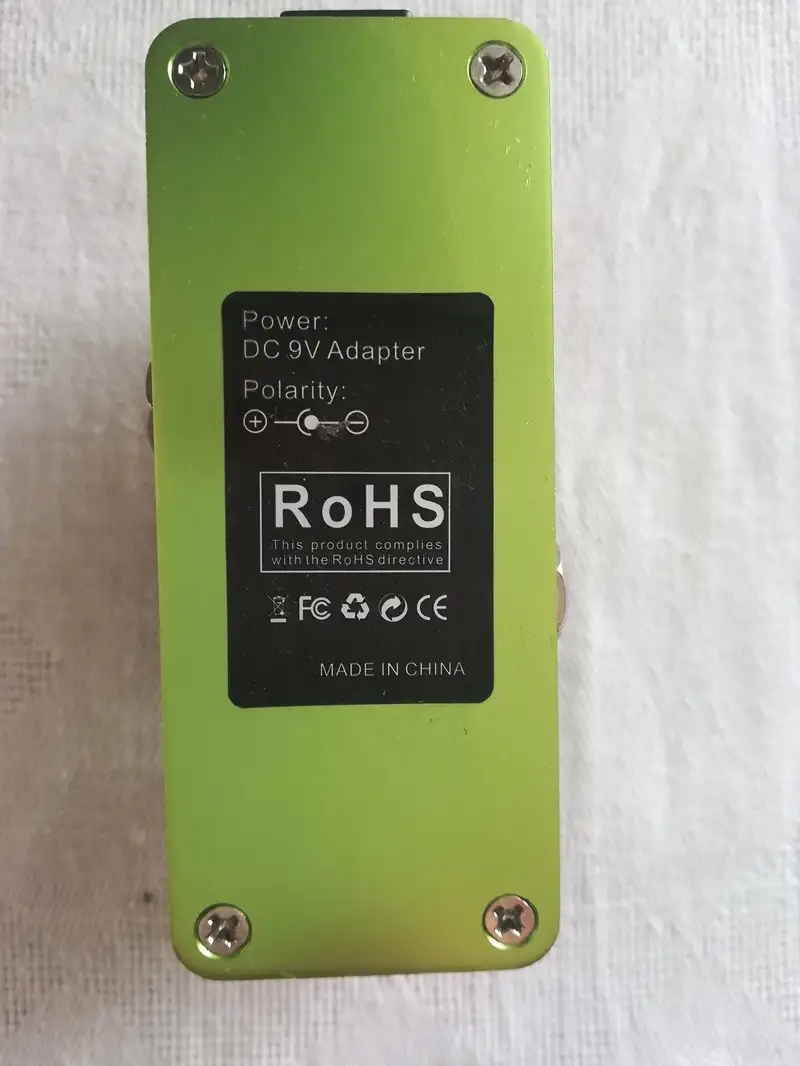 Power:
DC 9V Adapter
Polarity:
+ −
RoHS
This product complies
with the RoHS directive
FC CE
MADE IN CHINA